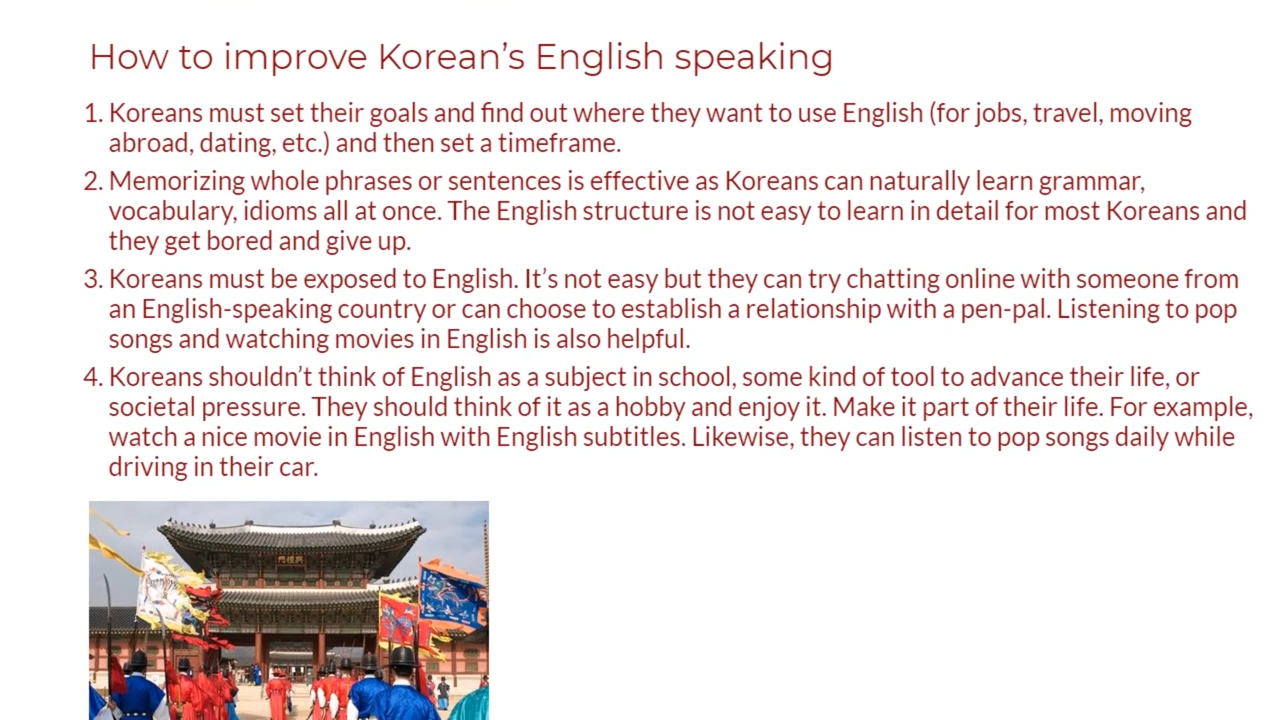 How to improve Korean’s English speaking
1. Koreans must set their goals and find out where they want to use English (for jobs, travel, moving
abroad, dating, etc.) and then set a timeframe.
2. Memorizing whole phrases or sentences is effective as Koreans can naturally learn grammar,
vocabulary, idioms all at once. The English structure is not easy to learn in detail for most Koreans and
they get bored and give up.
3. Koreans must be exposed to English. It’s not easy but they can try chatting online with someone from
an English-speaking country or can choose to establish a relationship with a pen-pal. Listening to pop
songs and watching movies in English is also helpful.
4. Koreans shouldn’t think of English as a subject in school, some kind of tool to advance their life, or
societal pressure. They should think of it as a hobby and enjoy it. Make it part of their life. For example,
watch a nice movie in English with English subtitles. Likewise, they can listen to pop songs daily while
driving in their car.